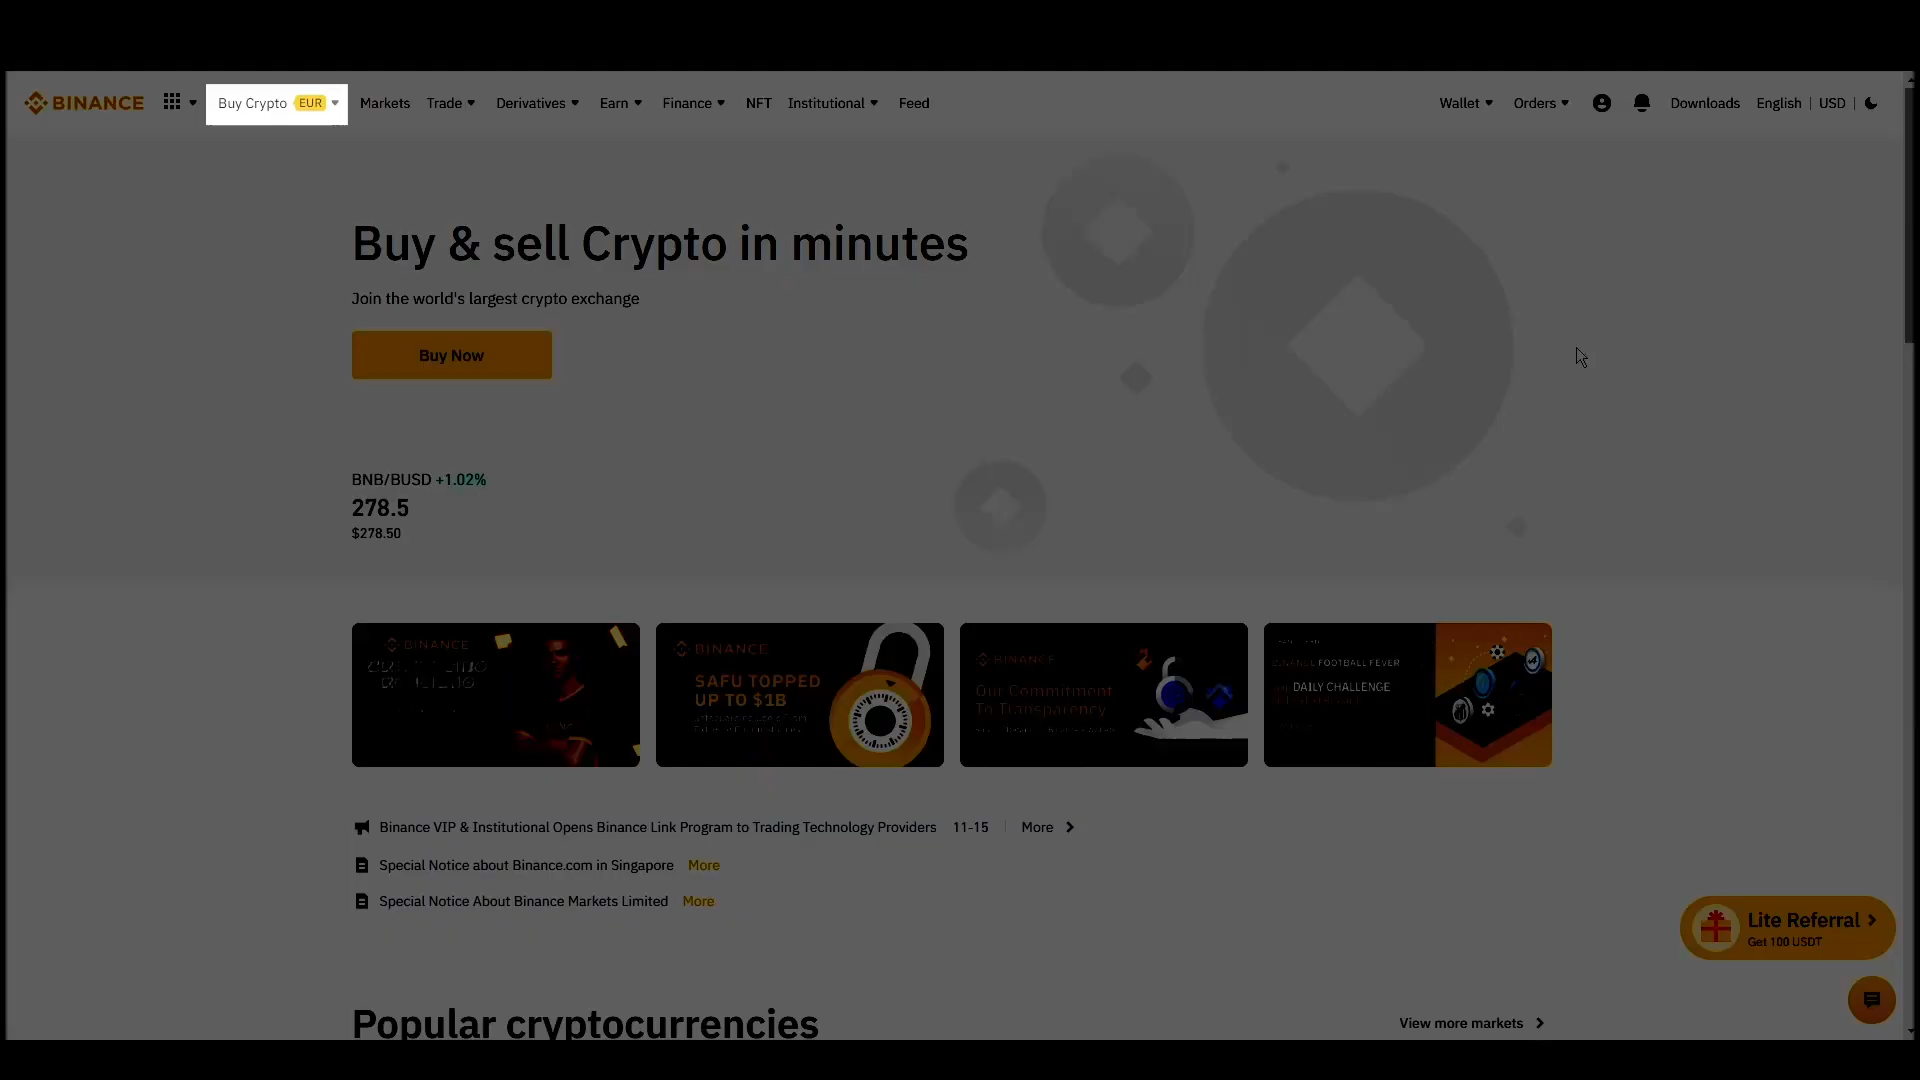 BINANCE
Buy Crypto EUR
Markets
Trade
Derivatives
Earn
Finance
NFT
Institutional
Feed
Wallet
Orders
Downloads
English | USD
Buy & sell Crypto in minutes
Join the world's largest crypto exchange
Buy Now
BNB/BUSD +1.02%
278.5
$278.50
BINANCE
BINANCE
SAFU TOPPED
UP TO $1B
BINANCE
Our Commitment
To Transparency
FOOTBALL FEVER
DAILY CHALLENGE
Binance VIP & Institutional Opens Binance Link Program to Trading Technology Providers 11-15 More
Special Notice about Binance.com in Singapore More
Special Notice About Binance Markets Limited More
Lite Referral
Get 100 USDT
Popular cryptocurrencies
View more markets